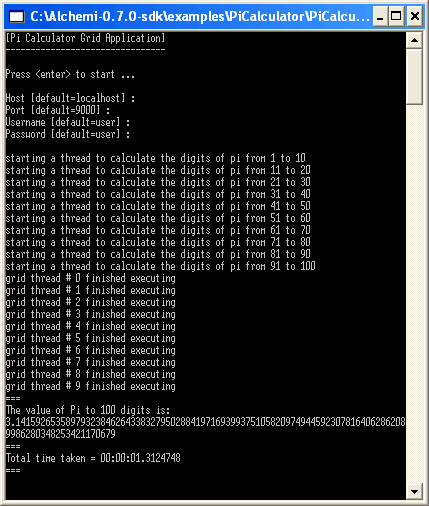 C:\Alchemi-0.7.0-sdk\examples\PiCalculator\PiCalcu...
[Pi Calculator Grid Application]
--------------------------------
Press <enter> to start ...
Host [default=localhost] :
Port [default=9000] :
Username [default=user] :
Password [default=user] :
starting a thread to calculate the digits of pi from 1 to 10
starting a thread to calculate the digits of pi from 11 to 20
starting a thread to calculate the digits of pi from 21 to 30
starting a thread to calculate the digits of pi from 31 to 40
starting a thread to calculate the digits of pi from 41 to 50
starting a thread to calculate the digits of pi from 51 to 60
starting a thread to calculate the digits of pi from 61 to 70
starting a thread to calculate the digits of pi from 71 to 80
starting a thread to calculate the digits of pi from 81 to 90
starting a thread to calculate the digits of pi from 91 to 100
grid thread # 0 finished executing
grid thread # 1 finished executing
grid thread # 2 finished executing
grid thread # 3 finished executing
grid thread # 4 finished executing
grid thread # 5 finished executing
grid thread # 6 finished executing
grid thread # 7 finished executing
grid thread # 8 finished executing
grid thread # 9 finished executing
===
The value of Pi to 100 digits is:
3.141592653589793238462643383279502884197169399375105820974944592307816406286208
998628034825342117 0679
===
Total time taken = 00:00:01.3124748
===